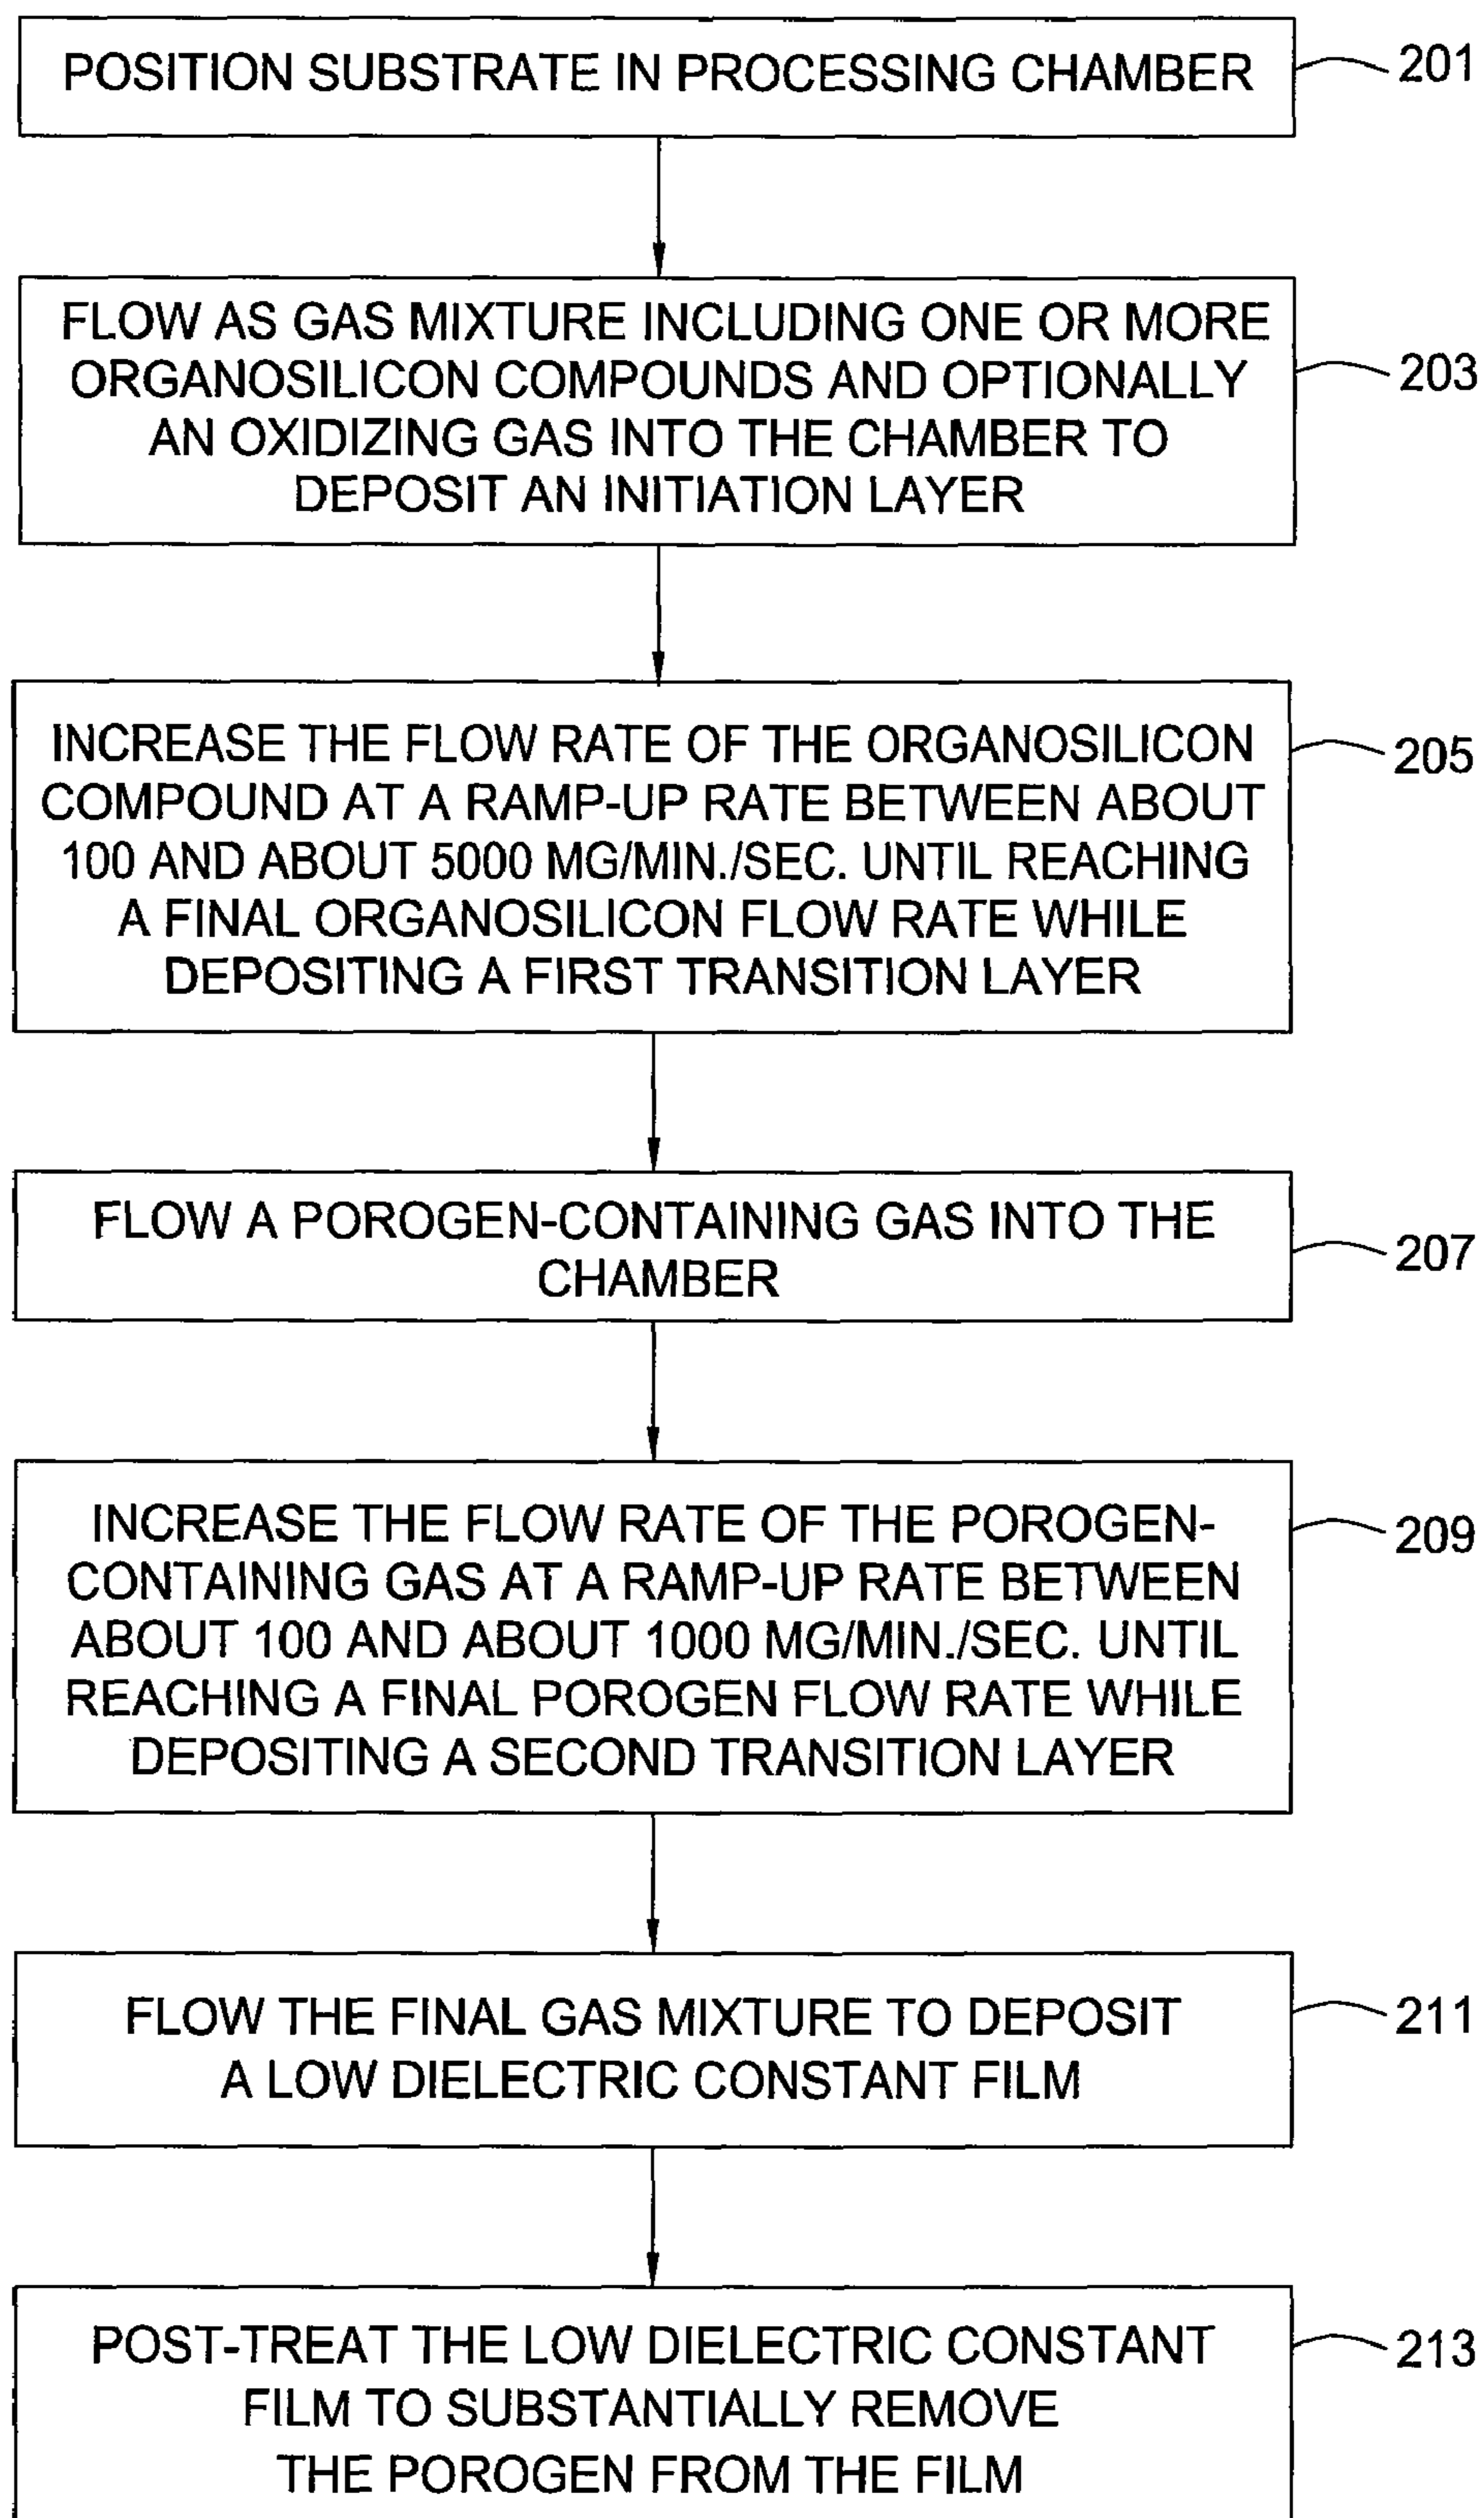 POSITION SUBSTRATE IN PROCESSING CHAMBER
201
FLOW AS GAS MIXTURE INCLUDING ONE OR MORE
ORGANOSILICON COMPOUNDS AND OPTIONALLY
AN OXIDIZING GAS INTO THE CHAMBER TO
DEPOSIT AN INITIATION LAYER
203
INCREASE THE FLOW RATE OF THE ORGANOSILICON
COMPOUND AT A RAMP-UP RATE BETWEEN ABOUT
100 AND ABOUT 5000 MG/MIN./SEC. UNTIL REACHING
A FINAL ORGANOSILICON FLOW RATE WHILE
DEPOSITING A FIRST TRANSITION LAYER
205
FLOW A POROGEN-CONTAINING GAS INTO THE
CHAMBER
207
INCREASE THE FLOW RATE OF THE POROGEN-
CONTAINING GAS AT A RAMP-UP RATE BETWEEN
ABOUT 100 AND ABOUT 1000 MG/MIN./SEC. UNTIL
REACHING A FINAL POROGEN FLOW RATE WHILE
DEPOSITING A SECOND TRANSITION LAYER
209
FLOW THE FINAL GAS MIXTURE TO DEPOSIT
A LOW DIELECTRIC CONSTANT FILM
211
POST-TREAT THE LOW DIELECTRIC CONSTANT
FILM TO SUBSTANTIALLY REMOVE
THE POROGEN FROM THE FILM
213